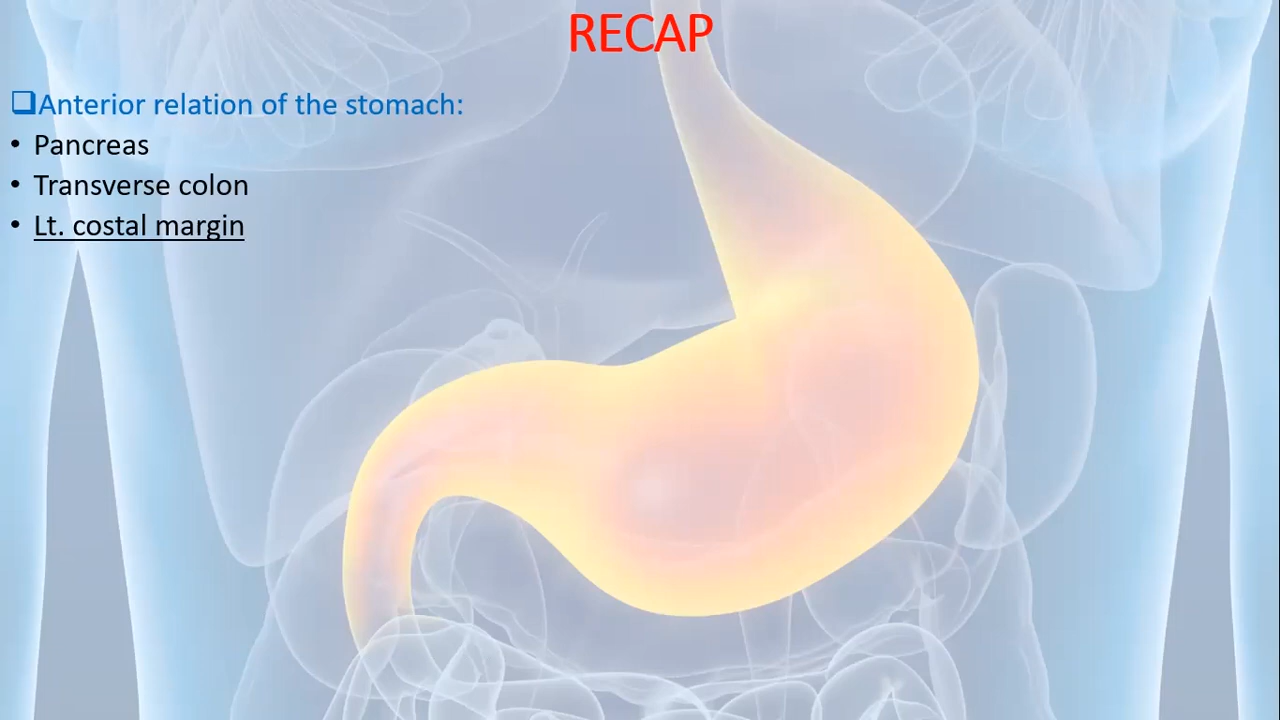 RECAP
❑Anterior relation of the stomach:
• Pancreas
• Transverse colon
• Lt. costal margin